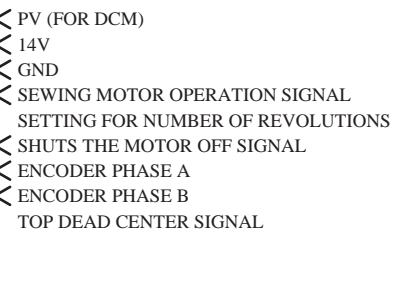 PV (FOR DCM)
14V
GND
SEWING MOTOR OPERATION SIGNAL
SETTING FOR NUMBER OF REVOLUTIONS
SHUTS THE MOTOR OFF SIGNAL
ENCODER PHASE A
ENCODER PHASE B
TOP DEAD CENTER SIGNAL